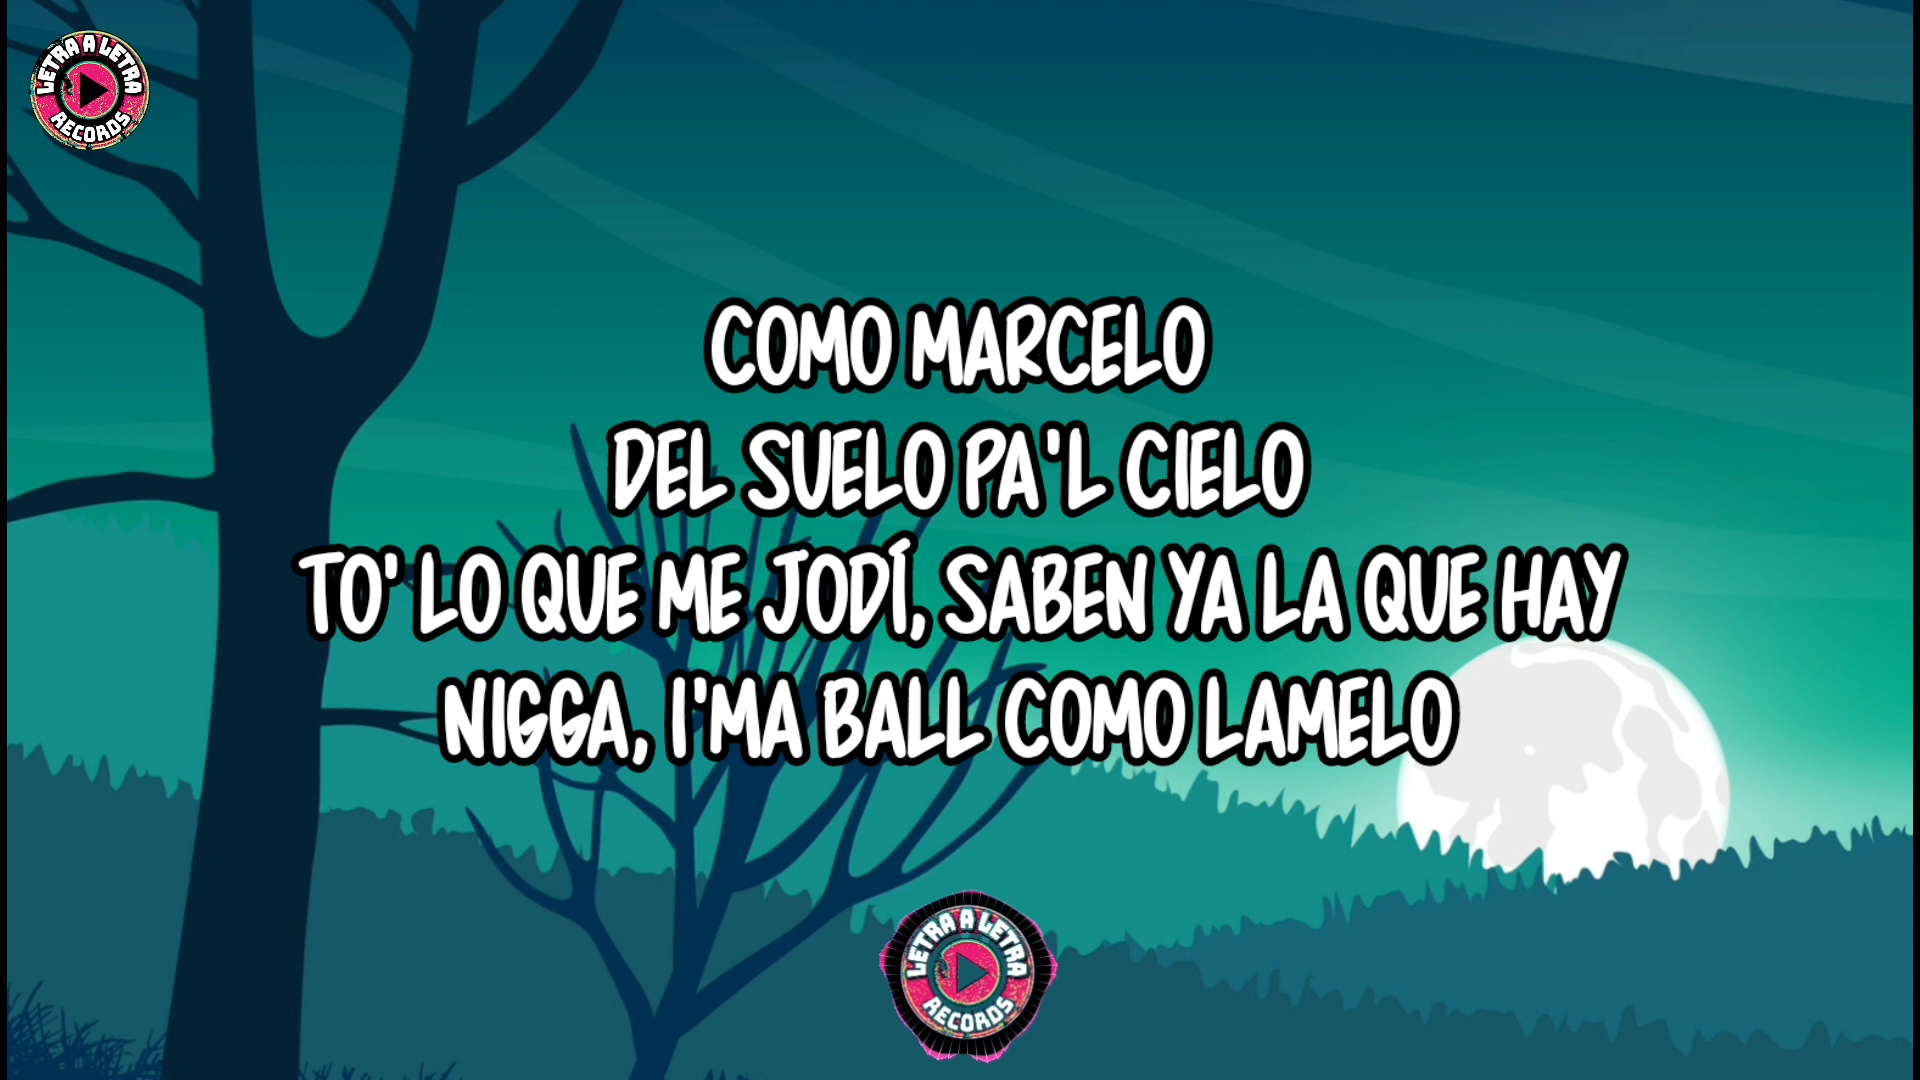 LETRA A LETRA
RECORDS
COMO MARCELO
DEL SUELO PA'L CIELO
TO' LO QUE ME JODÍ, SABEN YA LA QUE HAY
NIGGA, I'MA BALL COMO LAMELO
LETRA A LETRA
RECORDS